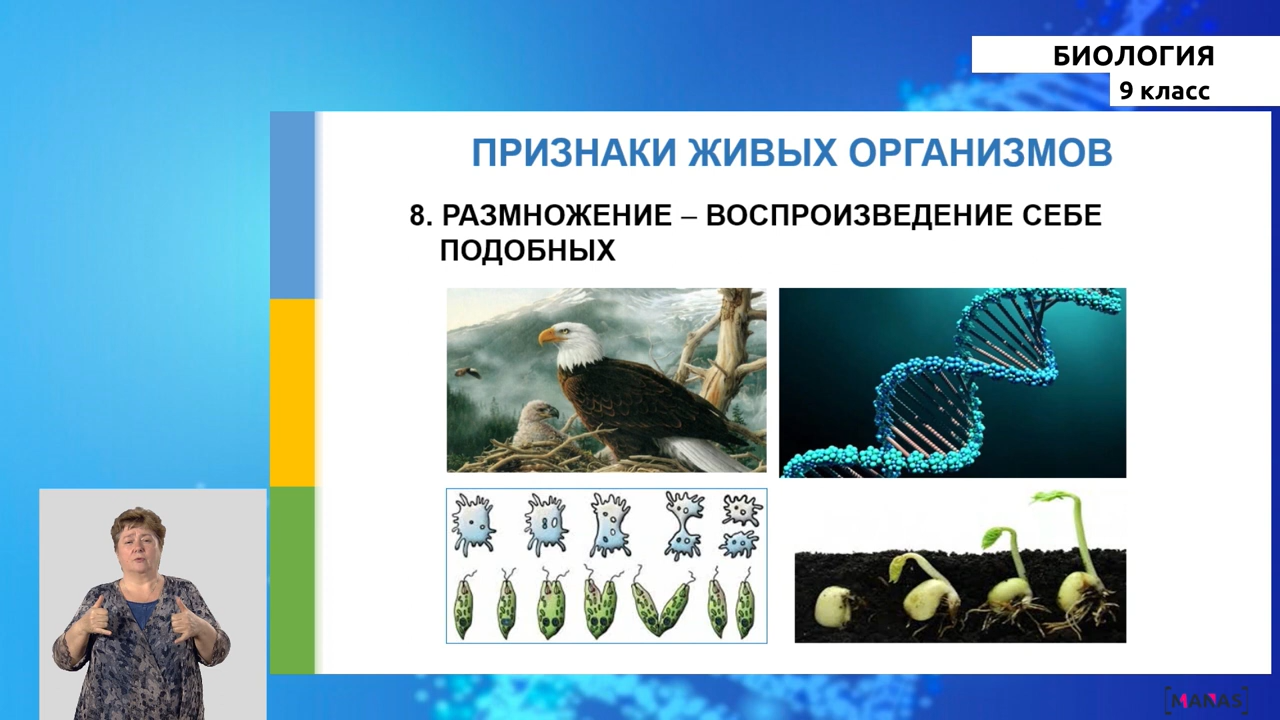 БИОЛОГИЯ
9 класс
ПРИЗНАКИ ЖИВЫХ ОРГАНИЗМОВ
8. РАЗМНОЖЕНИЕ – ВОСПРОИЗВЕДЕНИЕ СЕБЕ
ПОДОБНЫХ
[MANAS]